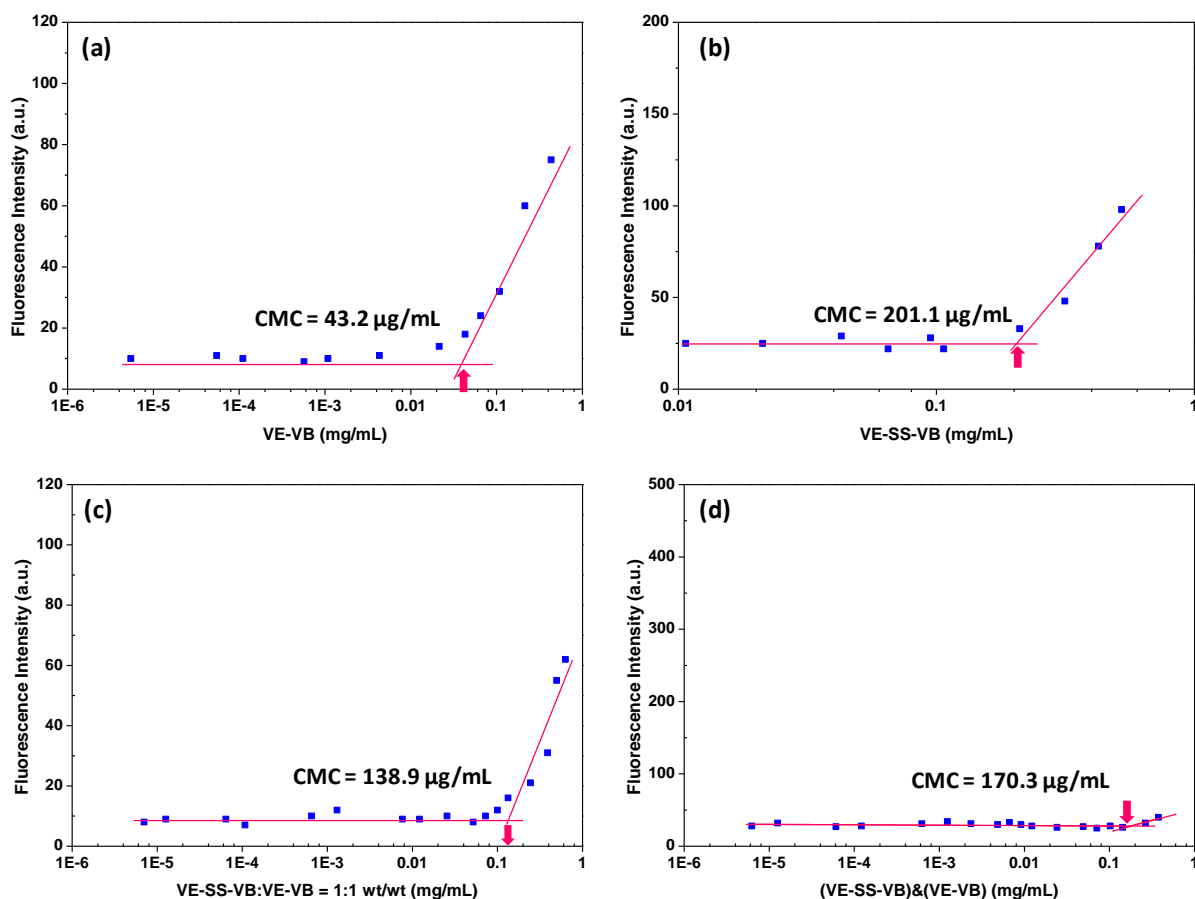 (a)
Fluorescence Intensity (a.u.)
120
100
80
60
40
20
0
CMC = 43.2 µg/mL
1E-6 1E-5 1E-4 1E-3 0.01 0.1 1
VE-VB (mg/mL)
(b)
Fluorescence Intensity (a.u.)
200
150
100
50
0
CMC = 201.1 µg/mL
0.01 0.1 1
VE-SS-VB (mg/mL)
(c)
Fluorescence Intensity (a.u.)
120
100
80
60
40
20
0
CMC = 138.9 µg/mL
1E-6 1E-5 1E-4 1E-3 0.01 0.1 1
VE-SS-VB:VE-VB = 1:1 wt/wt (mg/mL)
(d)
Fluorescence Intensity (a.u.)
500
400
300
200
100
0
CMC = 170.3 µg/mL
1E-6 1E-5 1E-4 1E-3 0.01 0.1 1
(VE-SS-VB)&(VE-VB) (mg/mL)